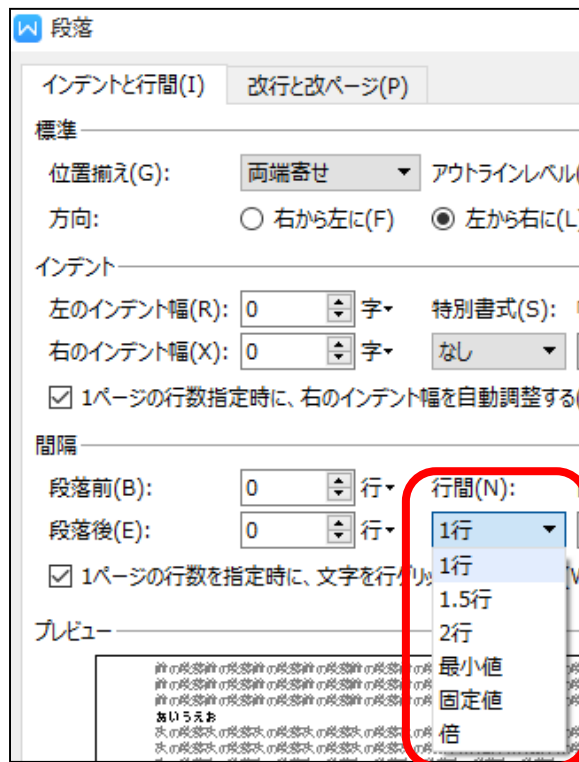 段落
インデントと行間(I) 改行と改ページ(P)
標準
位置揃え(G): 両端寄せ アウトラインレベル(
方向: 右から左に(F) 左から右に(L)
インデント
左のインデント幅(R): 0 字 特別書式(S):
右のインデント幅(X): 0 字 なし
1ページの行数指定時に、右のインデント幅を自動調整する(
間隔
段落前(B): 0 行 行間(N):
段落後(E): 0 行 1行
1行
1ページの行数を指定時に、文字を行グリッ
1.5行
2行
プレビュー
最小値
固定値
倍
あいうえお